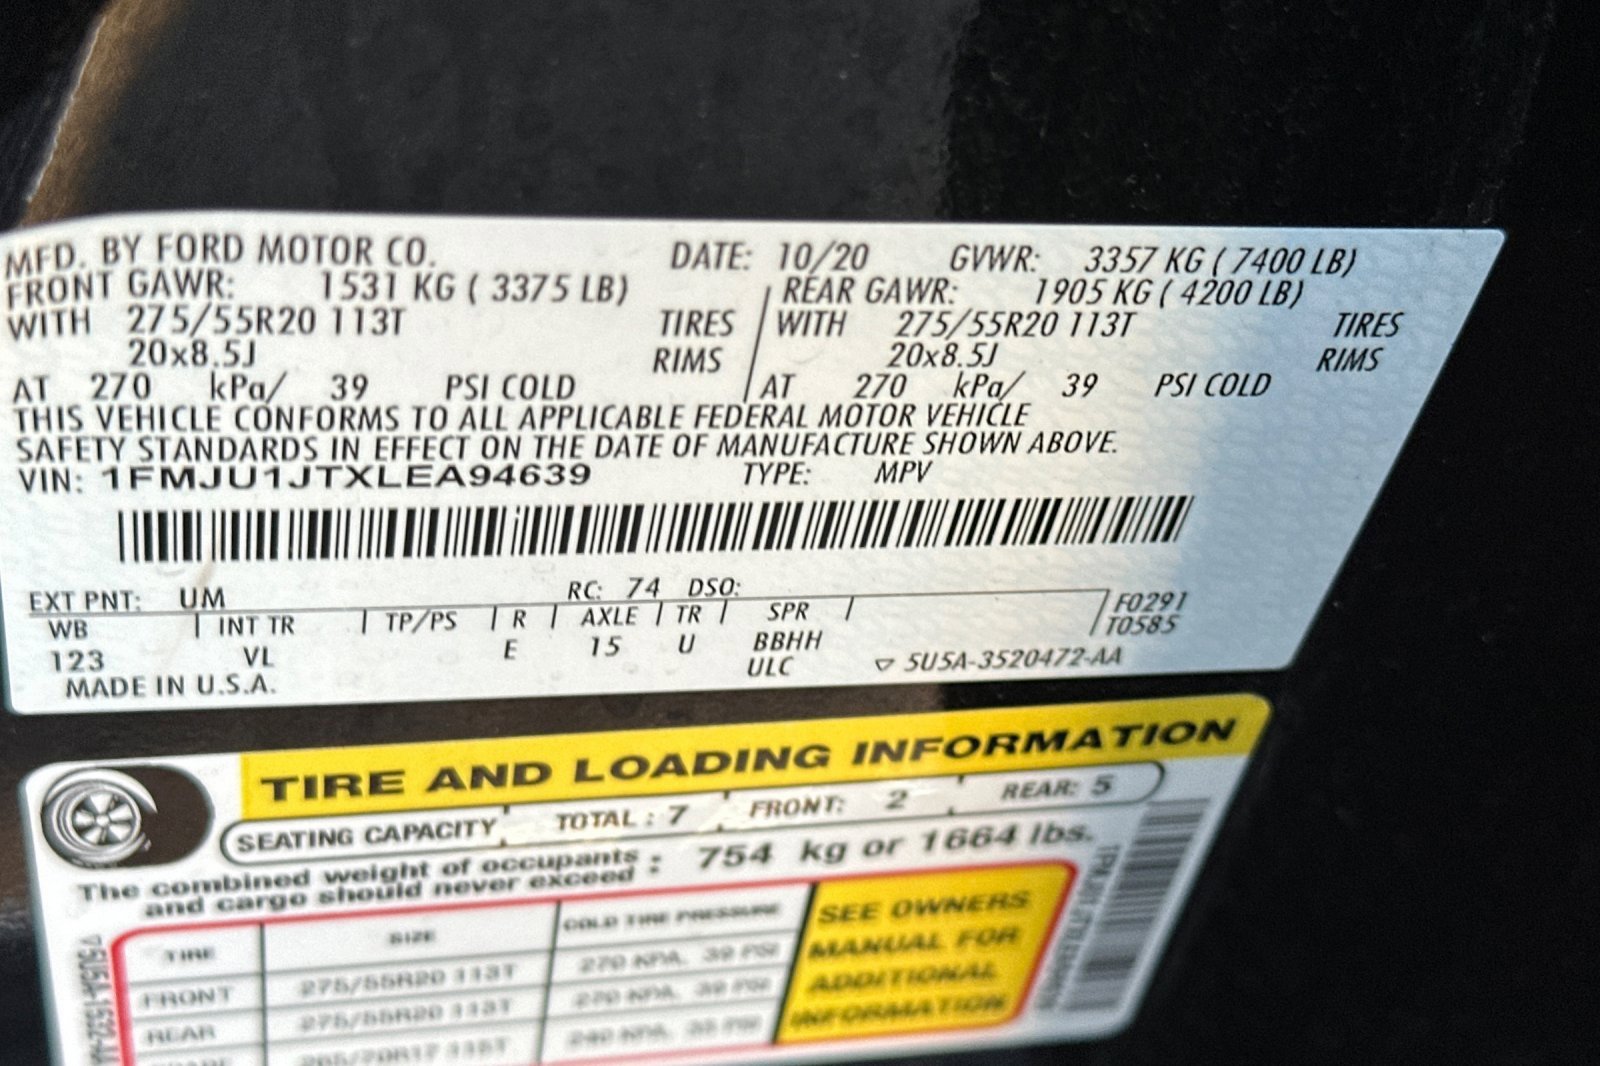 MFD. BY FORD MOTOR CO. DATE: 10/20 GVWR: 3357 KG ( 7400 LB)
FRONT GAWR: 1531 KG ( 3375 LB) REAR GAWR: 1905 KG ( 4200 LB)
WITH 275/55R20 113T TIRES WITH 275/55R20 113T TIRES
20x8.5J RIMS 20x8.5J RIMS
AT 270 kPa/ 39 PSI COLD AT 270 kPa/ 39 PSI COLD
THIS VEHICLE CONFORMS TO ALL APPLICABLE FEDERAL MOTOR VEHICLE
SAFETY STANDARDS IN EFFECT ON THE DATE OF MANUFACTURE SHOWN ABOVE.
VIN: 1FMJU1JTXLEA94639 TYPE: MPV
EXT PNT: UM RC: 74 DSO:
WB INT TR TP/PS R AXLE TR SPR F0291
T0585
123 VL E 15 U BBHH
ULC 5U5A-3520472-AA
MADE IN U.S.A.
TIRE AND LOADING INFORMATION
SEATING CAPACITY TOTAL : 7 FRONT: 2 REAR: 5
The combined weight of occupants : 754 kg or 1664 lbs.
and cargo should never exceed :
TIRE SIZE COLD TIRE PRESSURE
FRONT 275/55R20 113T 270 KPA, 39 PSI
REAR 275/55R20 113T 270 KPA, 39 PSI
SEE OWNERS
MANUAL FOR
ADDITIONAL
INFORMATION